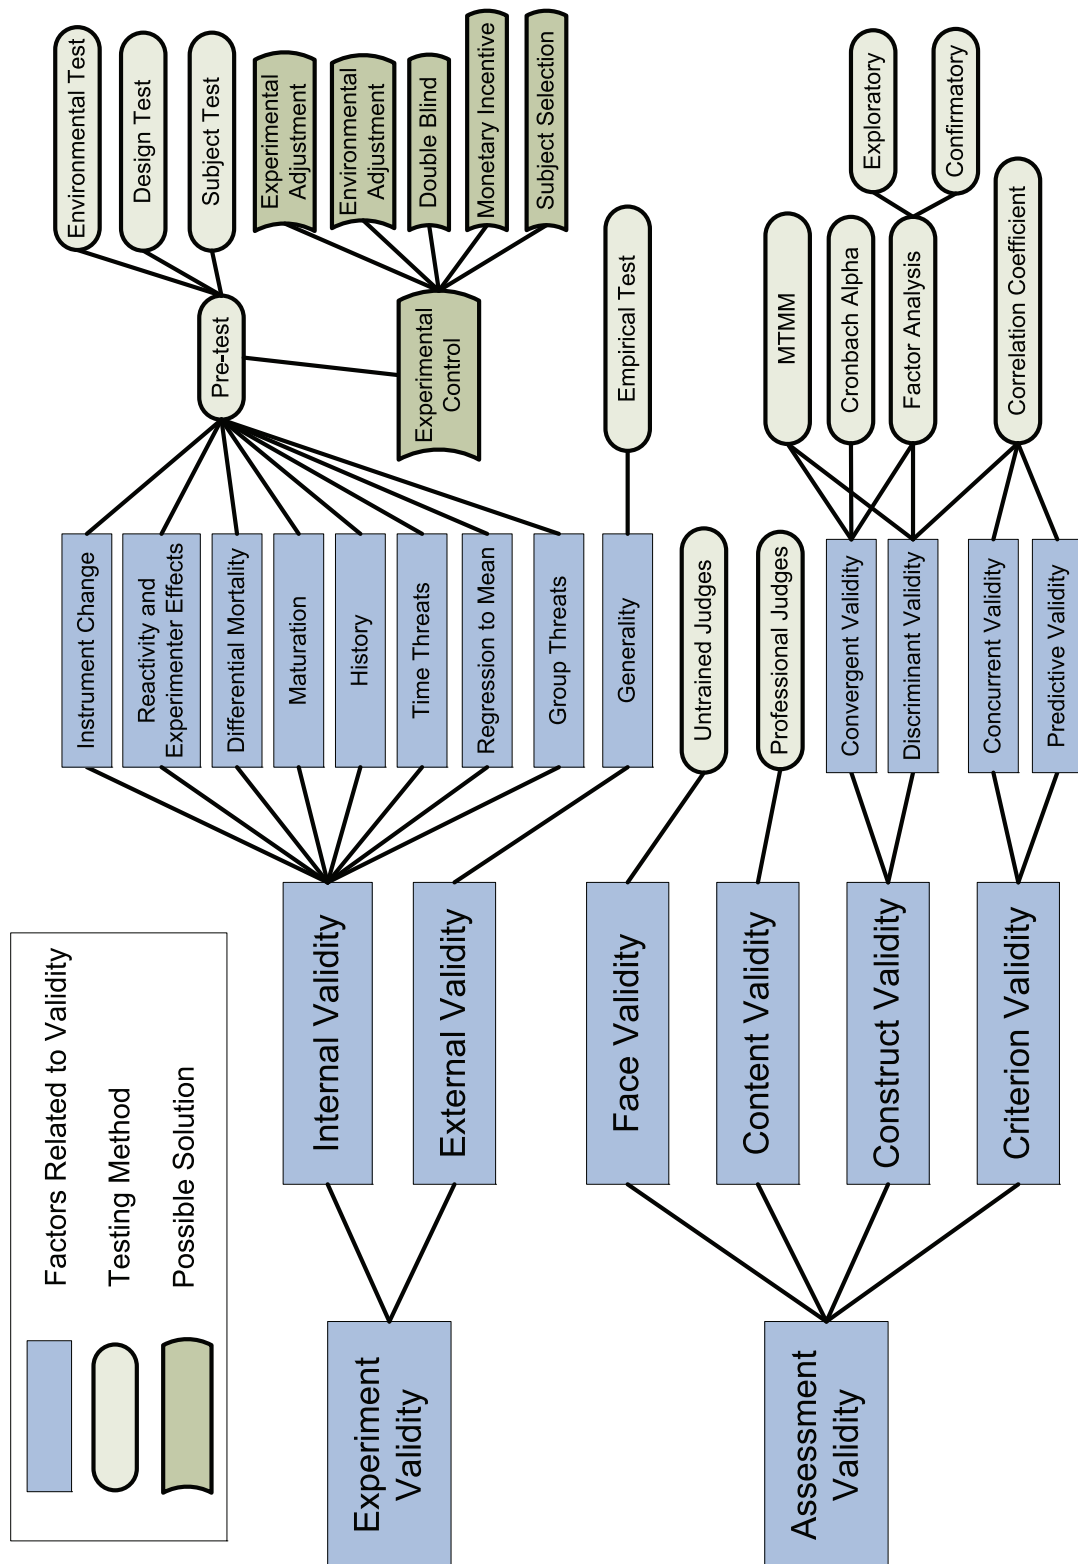 Factors Related to Validity
Testing Method
Possible Solution
Experiment
Validity
Internal Validity
External Validity
Instrument Change
Reactivity and
Experimenter Effects
Differential Mortality
Maturation
History
Time Threats
Regression to Mean
Group Threats
Generality
Pre-test
Environmental Test
Design Test
Subject Test
Experimental
Control
Experimental
Adjustment
Environmental
Adjustment
Double Blind
Monetary Incentive
Subject Selection
Empirical Test
Assessment
Validity
Face Validity
Content Validity
Construct Validity
Criterion Validity
Untrained Judges
Professional Judges
Convergent Validity
Discriminant Validity
Concurrent Validity
Predictive Validity
MTMM
Cronbach Alpha
Factor Analysis
Correlation Coefficient
Exploratory
Confirmatory